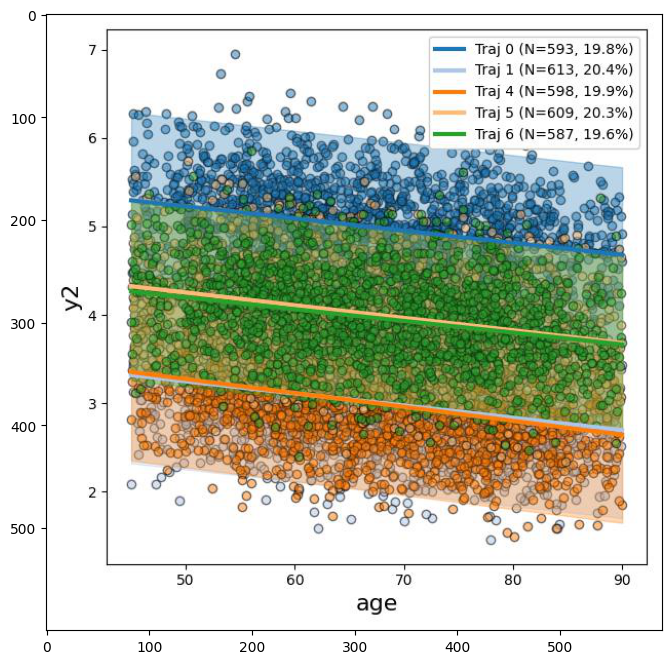 0
100
200
300
400
500
7
6
5
4
3
2
y2
Traj 0 (N=593, 19.8%)
Traj 1 (N=613, 20.4%)
Traj 4 (N=598, 19.9%)
Traj 5 (N=609, 20.3%)
Traj 6 (N=587, 19.6%)
50 60 70 80 90
age
0 100 200 300 400 500